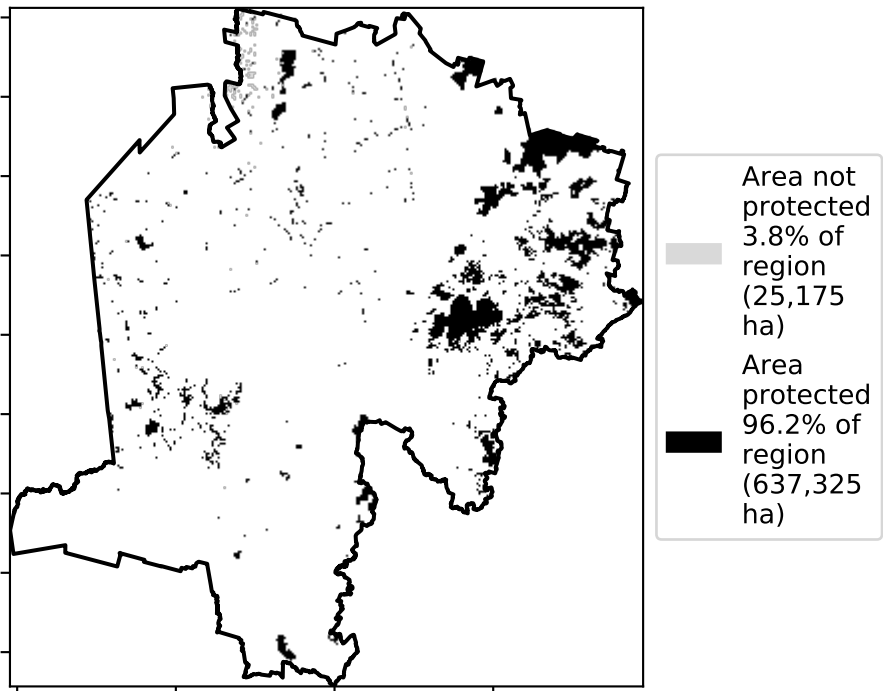 Area not
protected
3.8% of
region
(25,175
ha)
Area
protected
96.2% of
region
(637,325
ha)